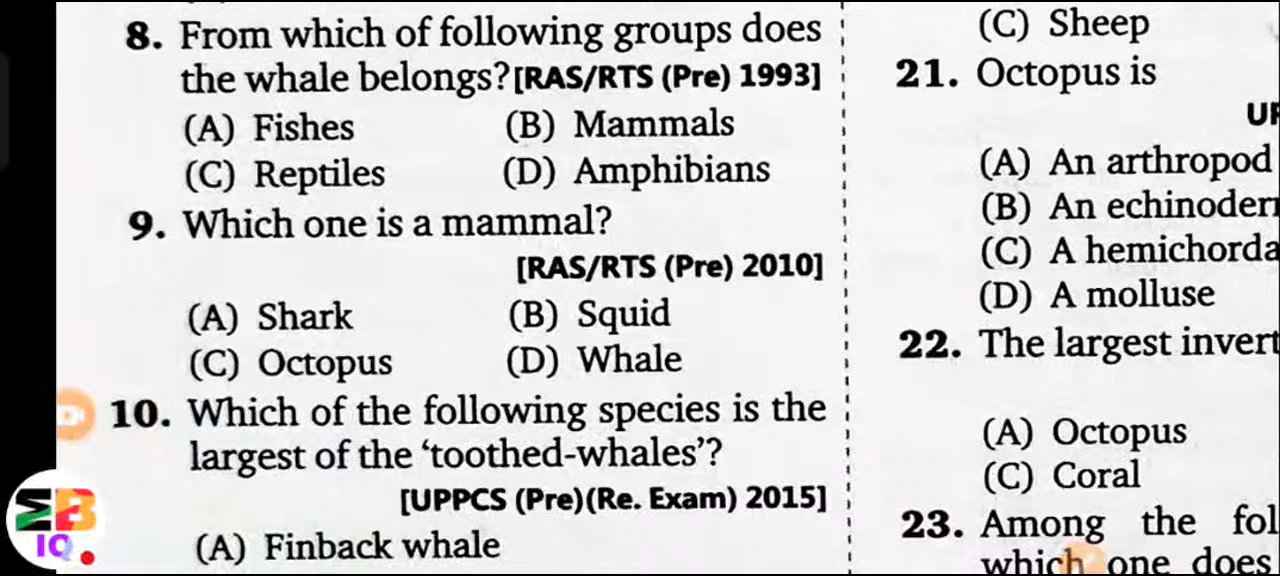 8. From which of following groups does
the whale belongs? [RAS/RTS (Pre) 1993]
(A) Fishes (B) Mammals
(C) Reptiles (D) Amphibians
9. Which one is a mammal?
[RAS/RTS (Pre) 2010]
(A) Shark (B) Squid
(C) Octopus (D) Whale
10. Which of the following species is the
largest of the ‘toothed-whales’?
[UPPCS (Pre)(Re. Exam) 2015]
(A) Finback whale
(C) Sheep
21. Octopus is
(A) An arthropod
(B) An echinoder
(C) A hemichorda
(D) A molluse
22. The largest invert
(A) Octopus
(C) Coral
23. Among the fol
which one does
MB
IQ.